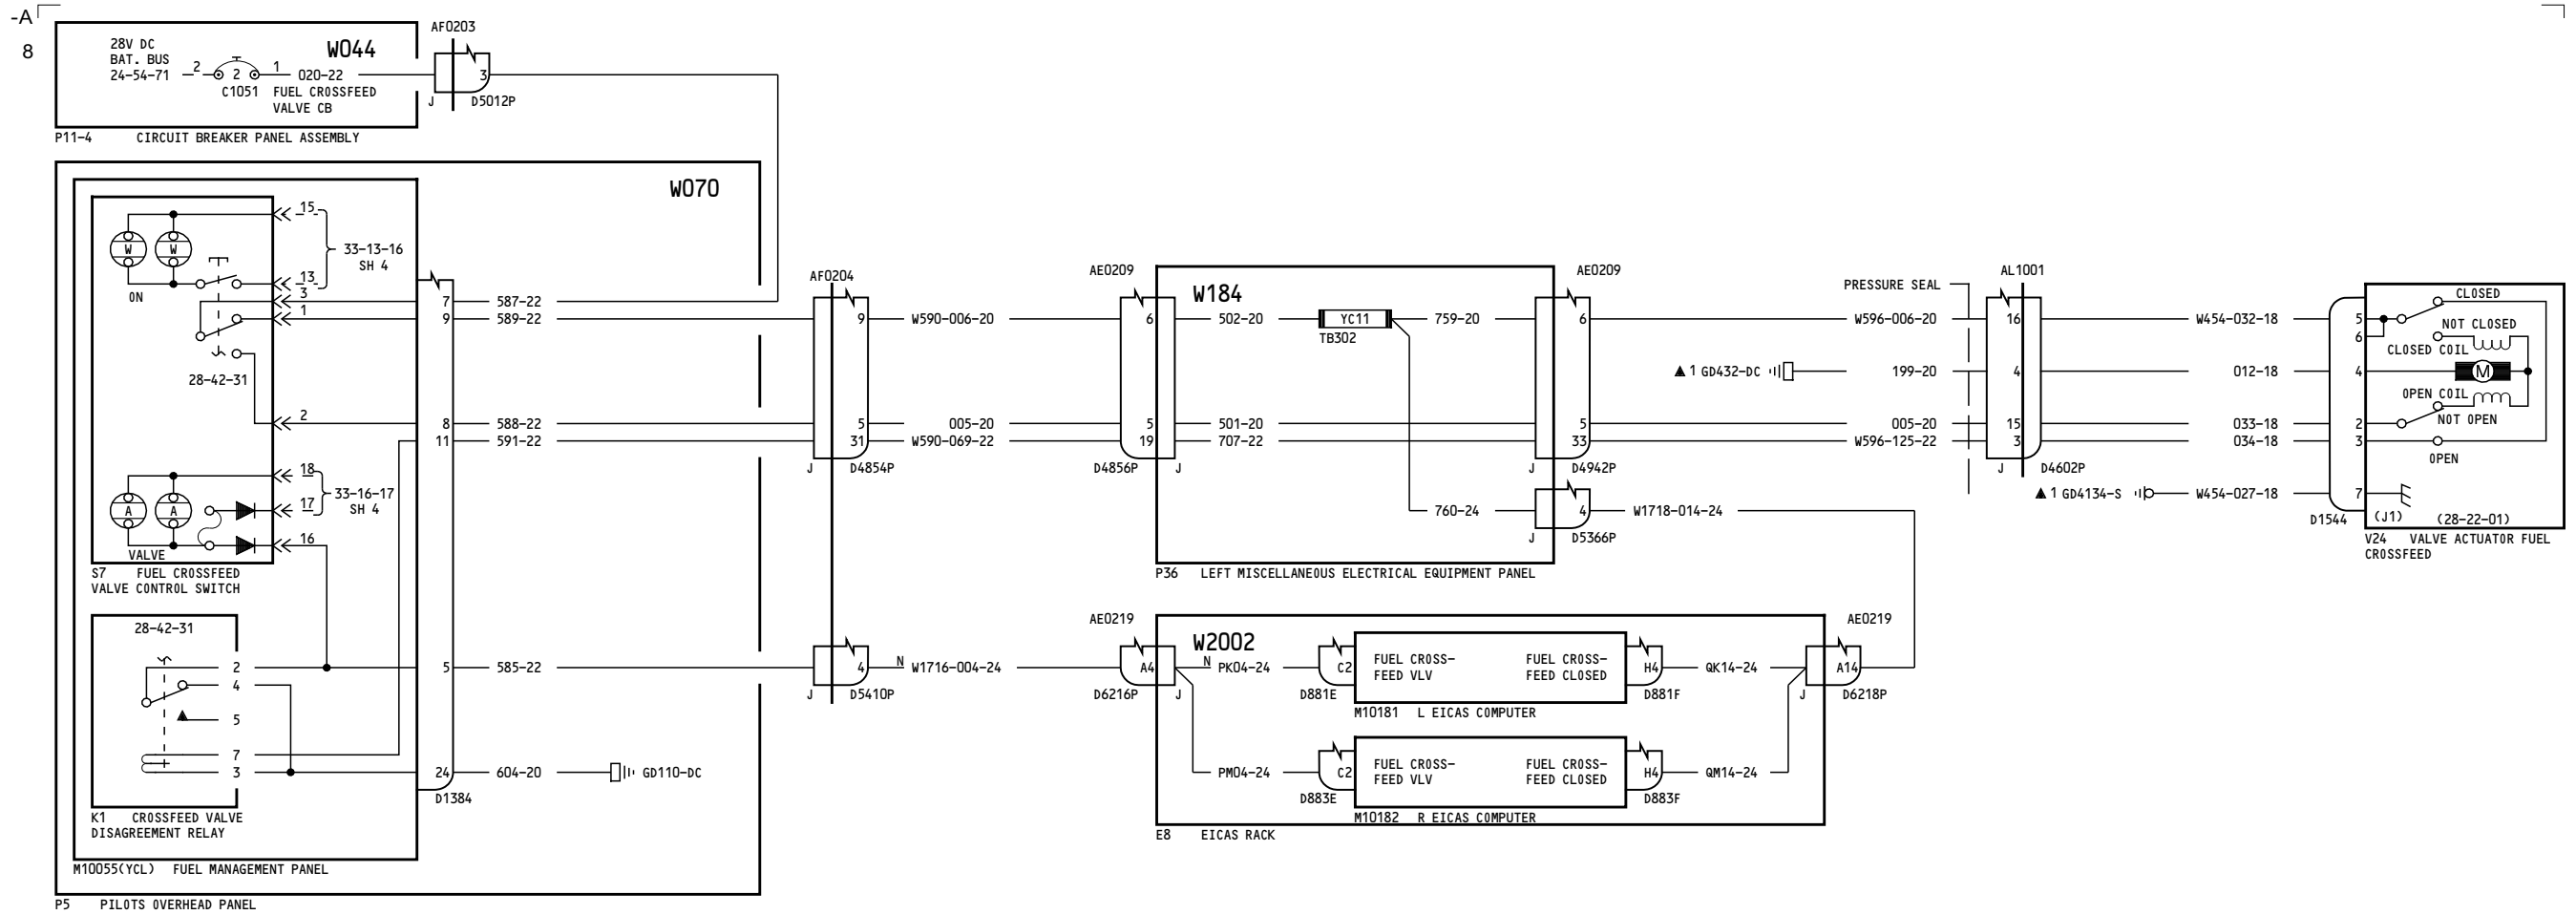 -A
8
28V DC
BAT. BUS
24-54-71
2
2
C1051
1
020-22
FUEL CROSSFEED
VALVE CB
W044
AF0203
3
J
D5012P
P11-4 CIRCUIT BREAKER PANEL ASSEMBLY
W070
W W
ON
15
33-13-16
SH 4
13
3
1
28-42-31
2
18
33-16-17
SH 4
17
16
A A
VALVE
S7 FUEL CROSSFEED
VALVE CONTROL SWITCH
28-42-31
2
4
5
7
3
K1 CROSSFEED VALVE
DISAGREEMENT RELAY
M10055(YCL) FUEL MANAGEMENT PANEL
P5 PILOTS OVERHEAD PANEL
7 587-22
9 589-22
8 588-22
11 591-22
5 585-22
24 604-20 GD110-DC
D1384
AF0204
9 W590-006-20
5 005-20
31 W590-069-22
J D4854P
4 N W1716-004-24
J D5410P
AE0209
6
5
19
D4856P J
W184
502-20 YC11 759-20
TB302
501-20
707-22
760-24
AE0209
6
5
33
J D4942P
4 W1718-014-24
J D5366P
P36 LEFT MISCELLANEOUS ELECTRICAL EQUIPMENT PANEL
AE0219
A4
D6216P J
W2002
N PK04-24 C2
D881E
FUEL CROSS-
FEED VLV
FUEL CROSS-
FEED CLOSED
H4 QK14-24
D881F
M10181 L EICAS COMPUTER
PM04-24 C2
D883E
FUEL CROSS-
FEED VLV
FUEL CROSS-
FEED CLOSED
H4 QM14-24
D883F
M10182 R EICAS COMPUTER
E8 EICAS RACK
AE0219
A14
J D6218P
PRESSURE SEAL
W596-006-20
1 GD432-DC 199-20
005-20
W596-125-22
AL1001
16
4
15
3
J D4602P
W454-032-18
012-18
033-18
034-18
1 GD4134-S W454-027-18
5
6
4
2
3
7
D1544
CLOSED
NOT CLOSED
CLOSED COIL
M
OPEN COIL
NOT OPEN
OPEN
(J1) (28-22-01)
V24 VALVE ACTUATOR FUEL
CROSSFEED